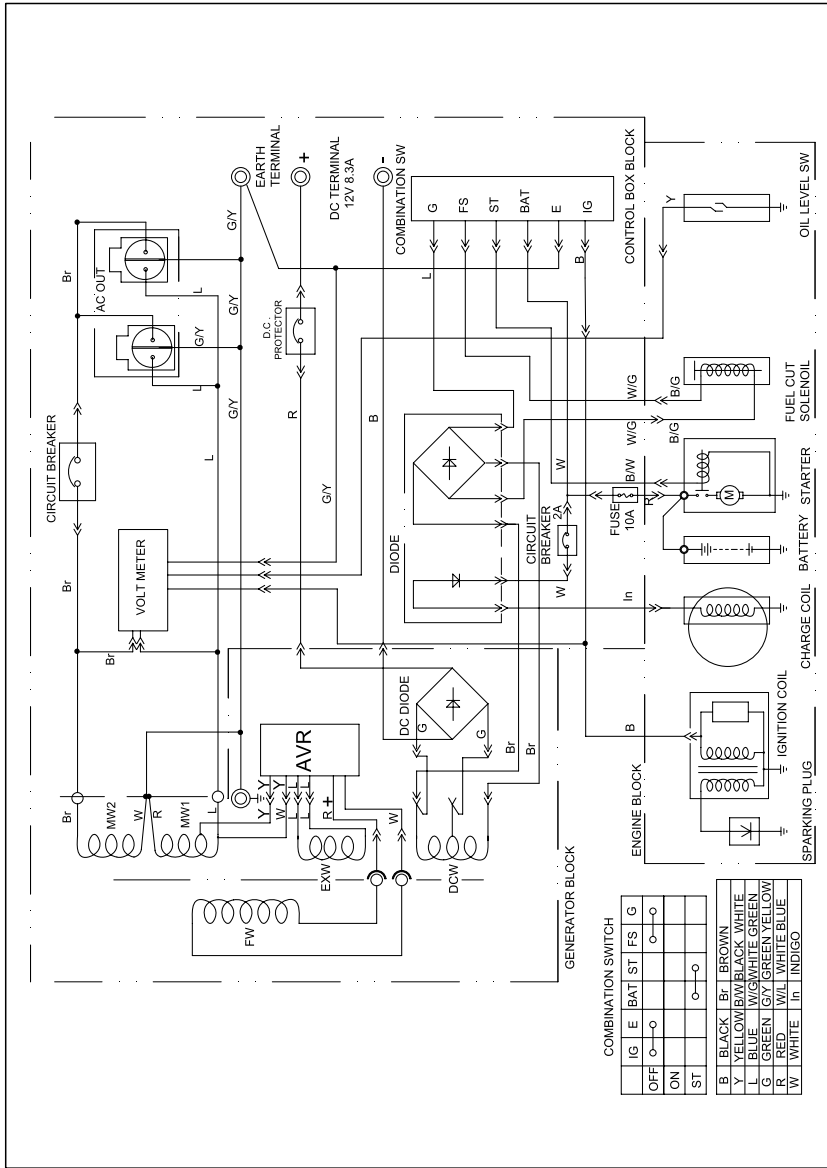 CIRCUIT BREAKER
AC OUT
EARTH
TERMINAL
+
DC TERMINAL
12V 8.3A
-
COMBINATION SW
G
FS
ST
BAT
E
IG
CONTROL BOX BLOCK
OIL LEVEL SW
Y
Br
Br
Br
Br
VOLT METER
L
L
L
G/Y
G/Y
G/Y
G/Y
G/Y
D.C.
PROTECTOR
R
B
L
B
DIODE
W
W
CIRCUIT
BREAKER
2A
FUSE
10A
R
B/W
W/G
W/G
B/G
B/G
FUEL CUT
SOLENOIL
M
STARTER
BATTERY
In
CHARGE COIL
B
IGNITION COIL
SPARKING PLUG
ENGINE BLOCK
MW2
W
R
MW1
L
AVR
Y
Y
W
L
L
L
R
+
W
EXW
FW
DCW
DC DIODE
G
G
Br
Br
GENERATOR BLOCK
COMBINATION SWITCH
IG E BAT ST FS G
OFF
ON
ST
B BLACK Br BROWN
Y YELLOW B/W BLACK WHITE
L BLUE W/G WHITE GREEN
G GREEN G/Y GREEN YELLOW
R RED W/L WHITE BLUE
W WHITE In INDIGO